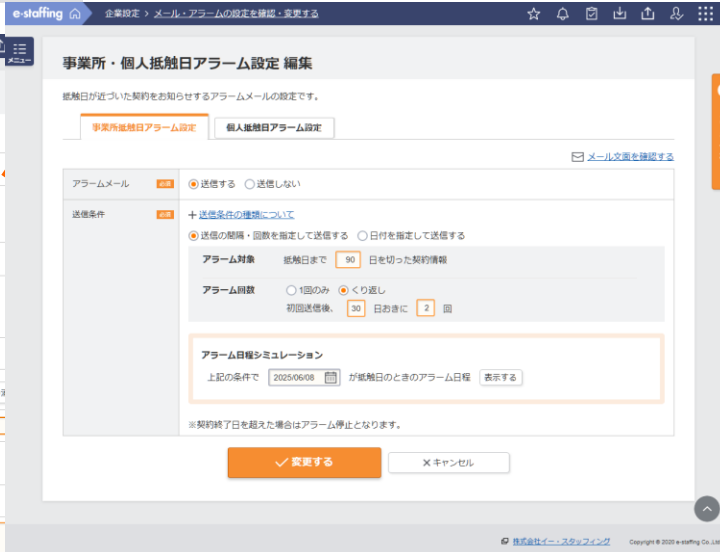 e-staffing 企業設定 > メール・アラームの設定を確認・変更する
メニュー
事業所・個人抵触日アラーム設定 編集
抵触日が近づいた契約をお知らせするアラームメールの設定です。
事業所抵触日アラーム設定 個人抵触日アラーム設定
メール文面を確認する
アラームメール 必須 送信する 送信しない
送信条件 必須 送信条件の種類について
送信の間隔・回数を指定して送信する 日付を指定して送信する
アラーム対象 抵触日まで 90 日を切った契約情報
アラーム回数 1回のみ くり返し
初回送信後、 30 日おきに 2 回
アラーム日程シミュレーション
上記の条件で 2025/06/08 が抵触日のときのアラーム日程 表示する
※契約終了日を超えた場合はアラーム停止となります。
変更する キャンセル
株式会社イー・スタッフィング Copyright © 2020 e-staffing Co.,Ltd